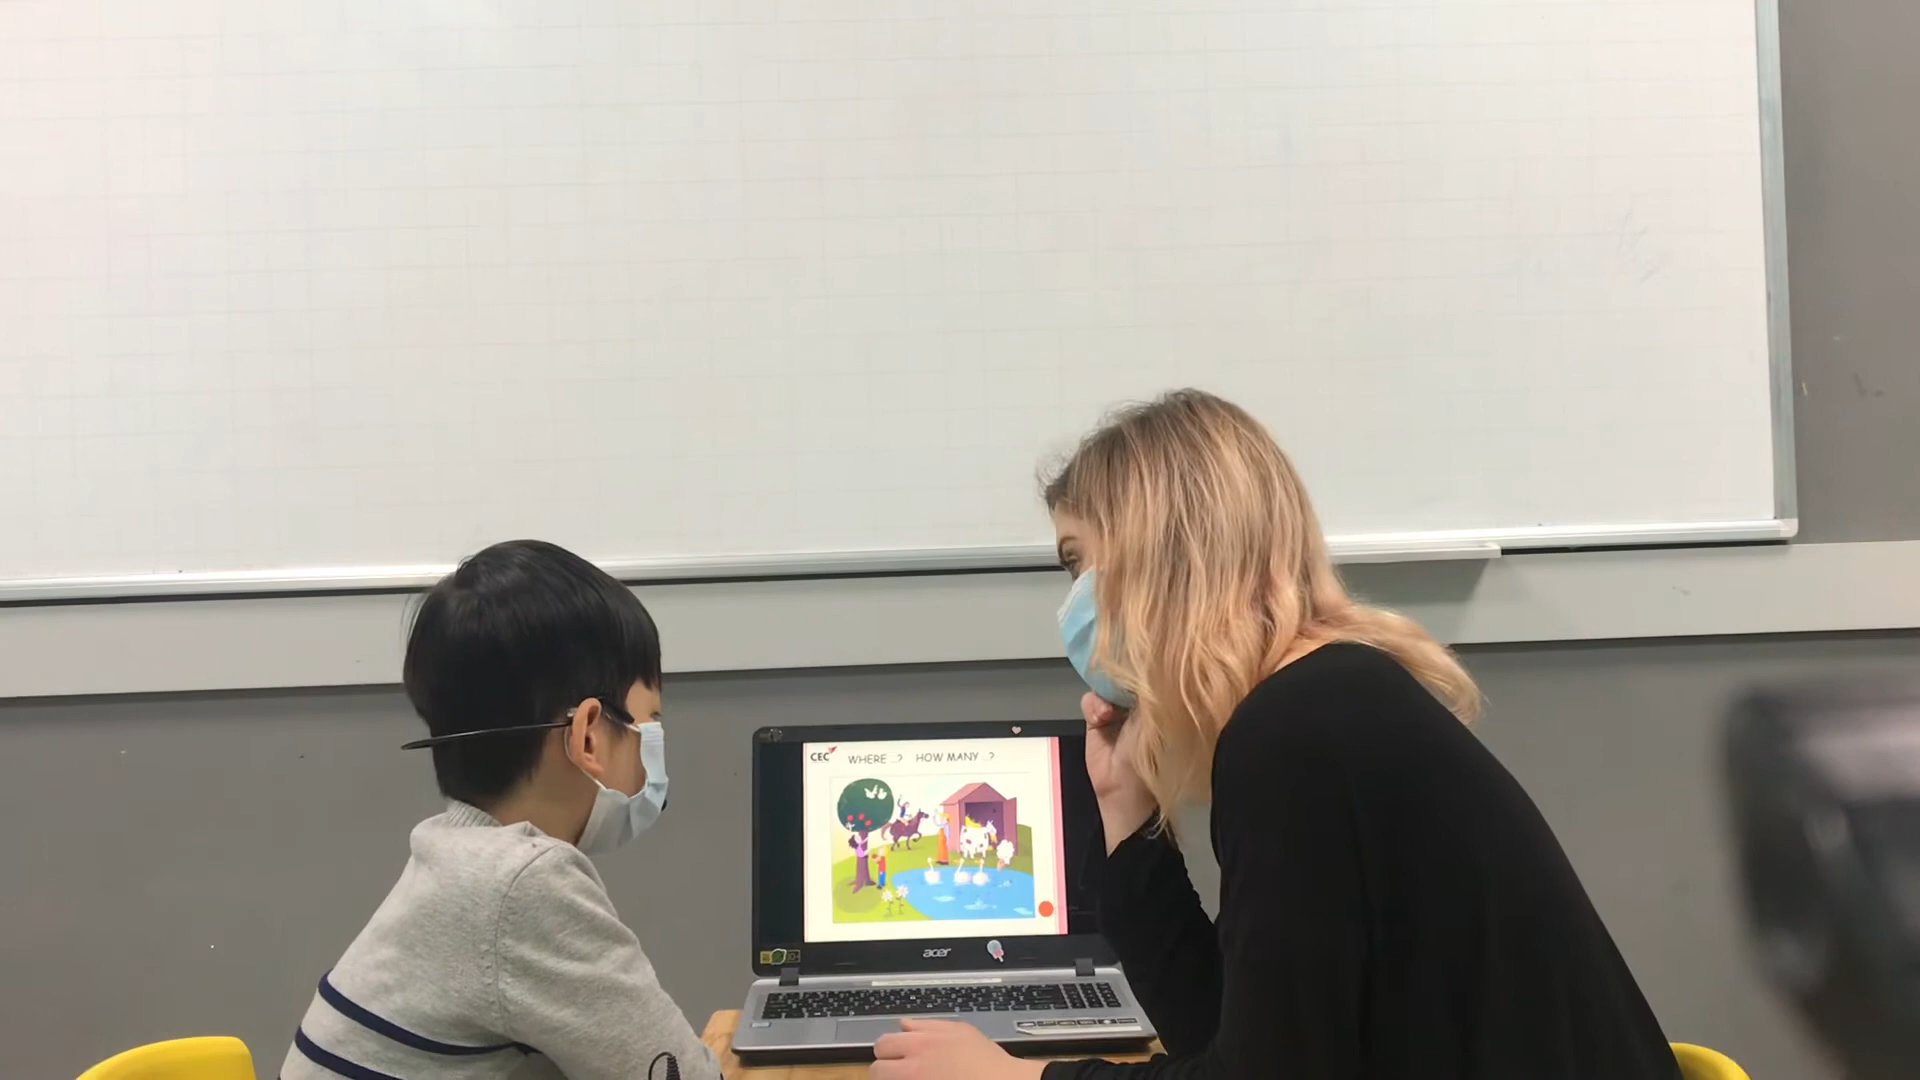 CEC
WHERE ...? HOW MANY ...?
acer